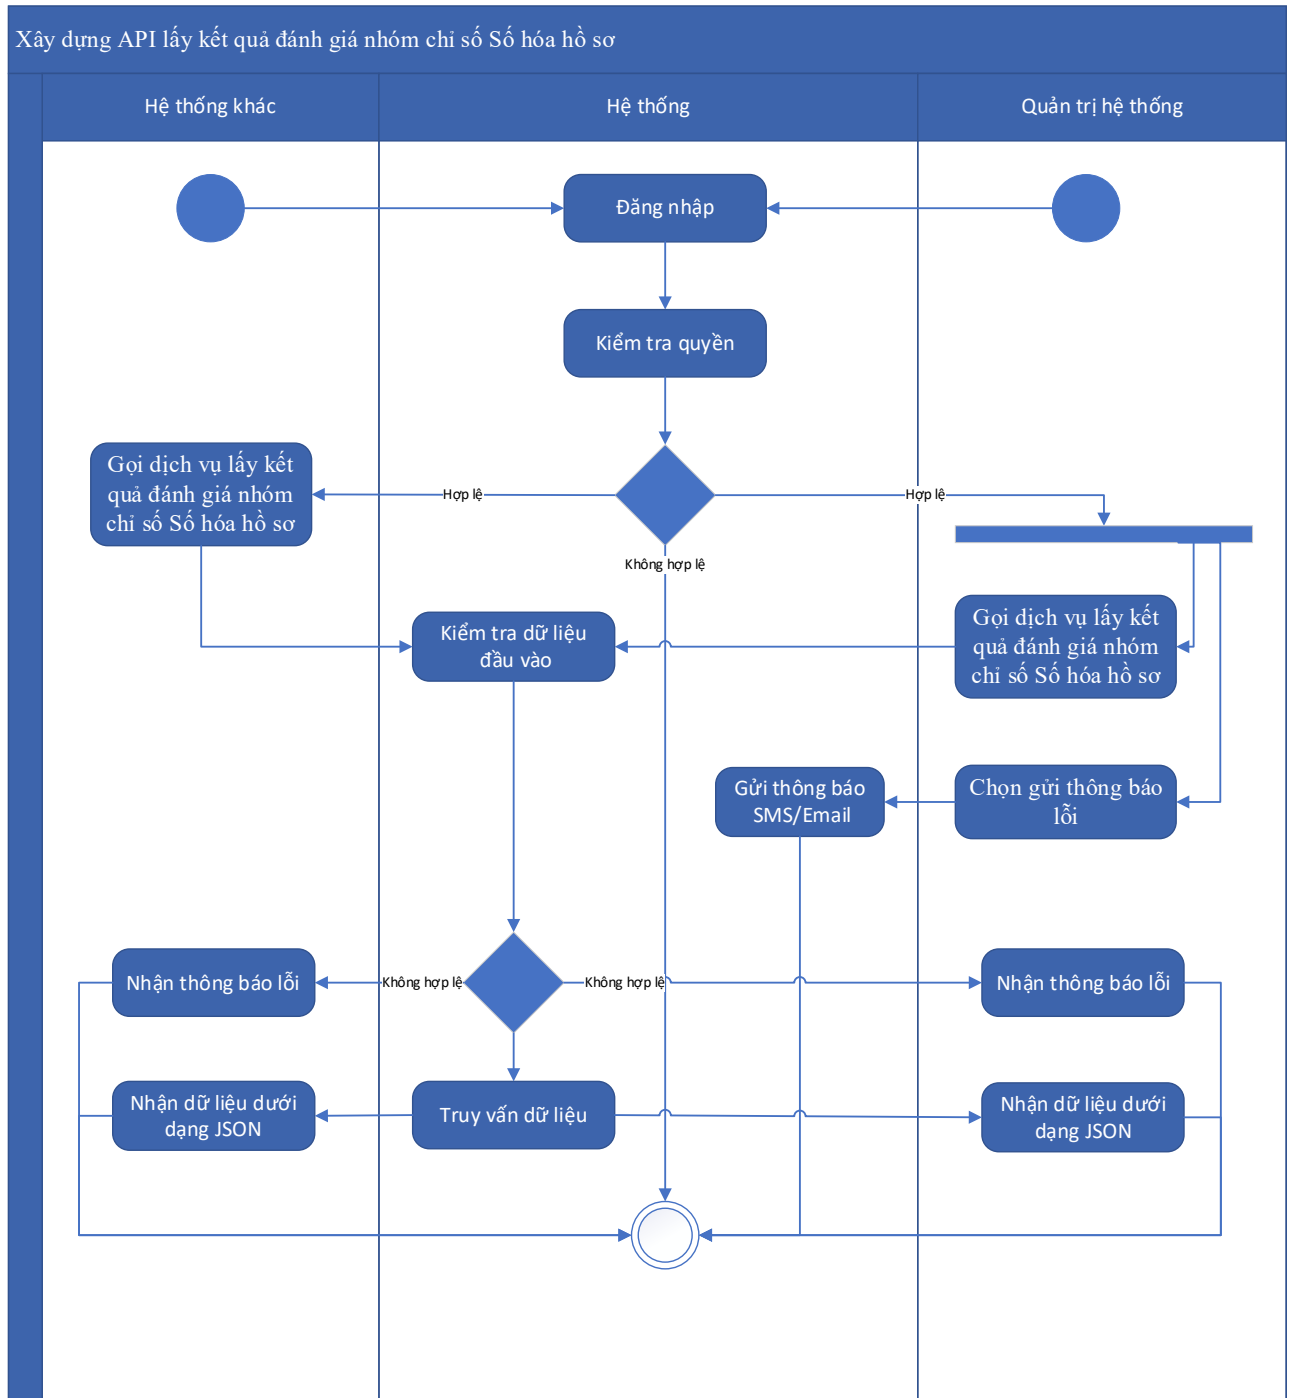 Xây dựng API lấy kết quả đánh giá nhóm chỉ số Số hóa hồ sơ
Hệ thống khác
Hệ thống
Quản trị hệ thống
Đăng nhập
Kiểm tra quyền
Gọi dịch vụ lấy kết
quả đánh giá nhóm
chỉ số Số hóa hồ sơ
Hợp lệ
Hợp lệ
Không hợp lệ
Kiểm tra dữ liệu
đầu vào
Gọi dịch vụ lấy kết
quả đánh giá nhóm
chỉ số Số hóa hồ sơ
Gửi thông báo
SMS/Email
Chọn gửi thông báo
lỗi
Nhận thông báo lỗi
Không hợp lệ
Không hợp lệ
Nhận thông báo lỗi
Nhận dữ liệu dưới
dạng JSON
Truy vấn dữ liệu
Nhận dữ liệu dưới
dạng JSON